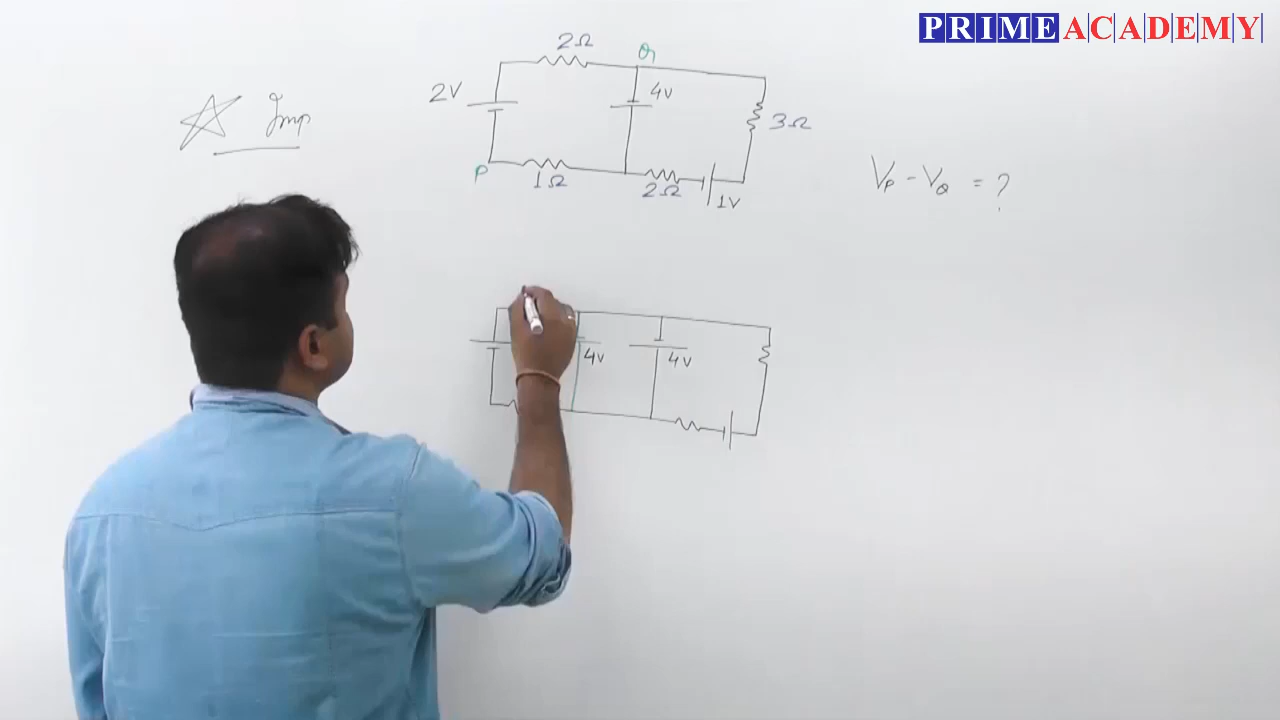 PRIME ACADEMY
2Ω
Q
2V
4V
3Ω
Imp
P
1Ω
2Ω
1V
VP - VQ = ?
4V
4V